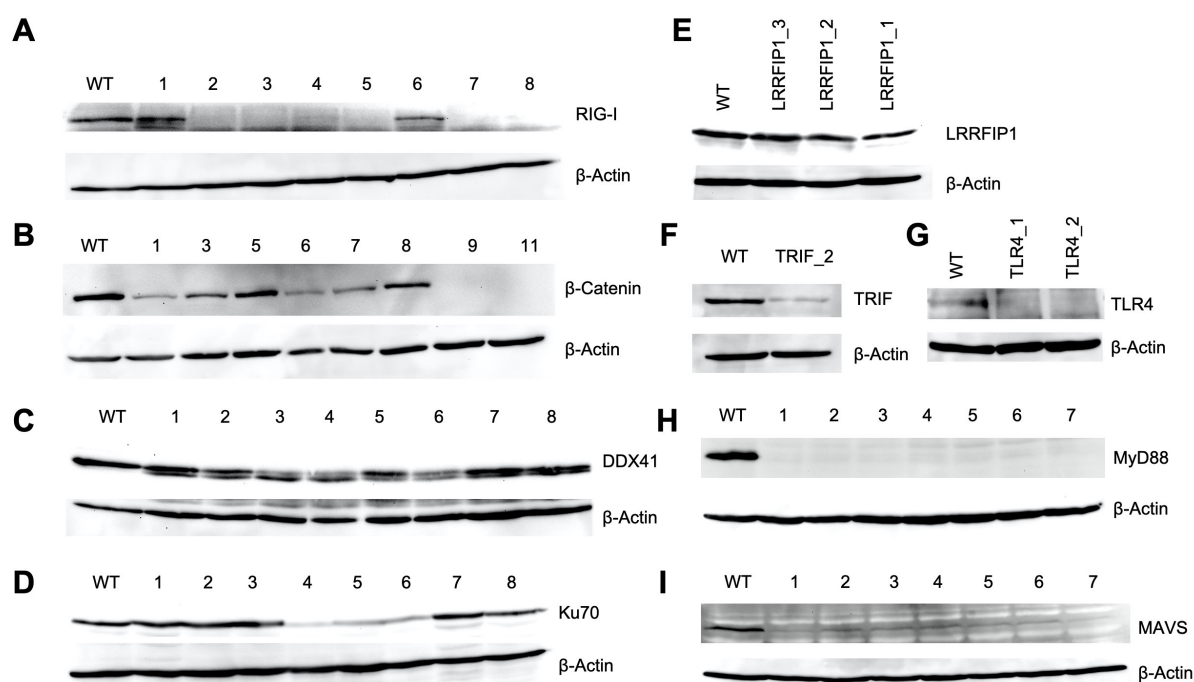 A
WT 1 2 3 4 5 6 7 8
RIG-I
β-Actin
B
WT 1 3 5 6 7 8 9 11
β-Catenin
β-Actin
C
WT 1 2 3 4 5 6 7 8
DDX41
β-Actin
D
WT 1 2 3 4 5 6 7 8
Ku70
β-Actin
E
WT LRRFIP1_3 LRRFIP1_2 LRRFIP1_1
LRRFIP1
β-Actin
F
WT TRIF_2
TRIF
β-Actin
G
WT TLR4_1 TLR4_2
TLR4
β-Actin
H
WT 1 2 3 4 5 6 7
MyD88
β-Actin
I
WT 1 2 3 4 5 6 7
MAVS
β-Actin